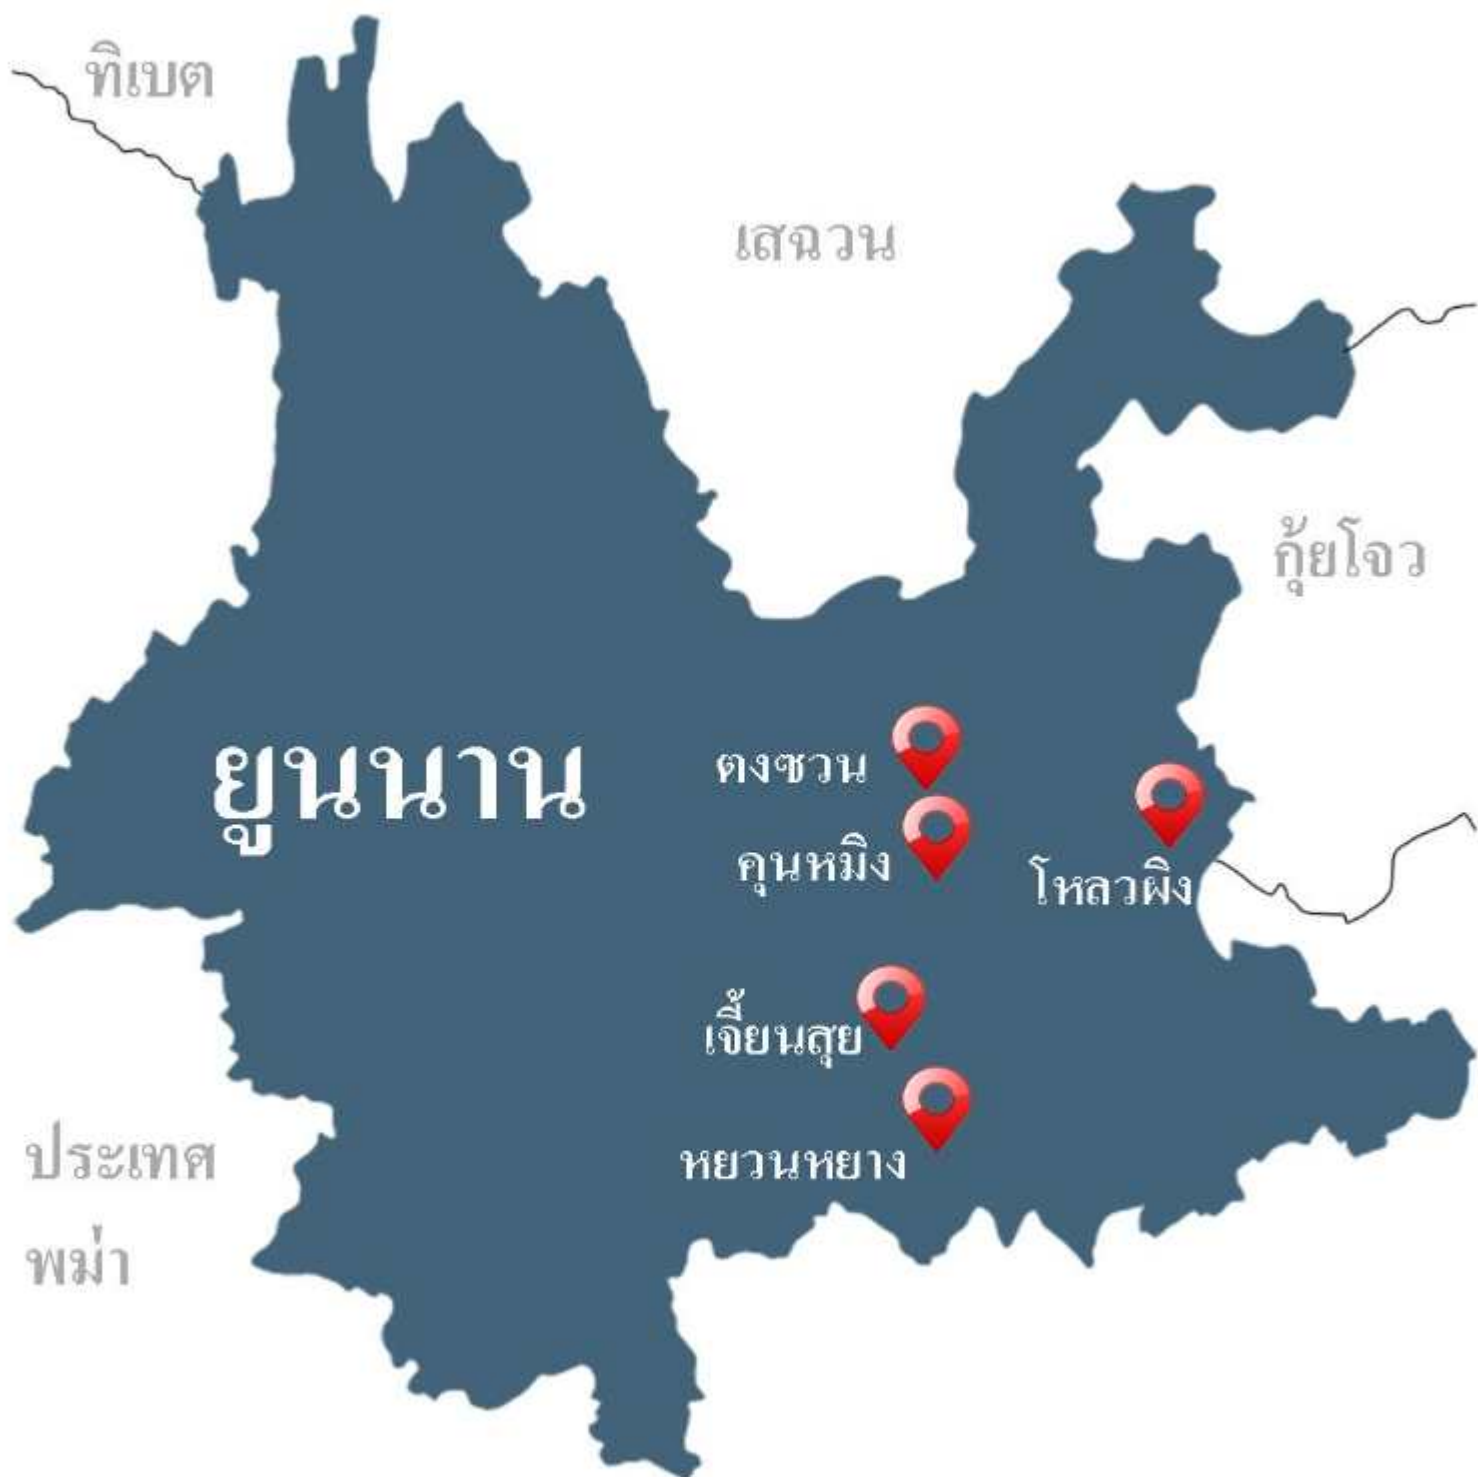 ทิเบต
เสฉวน
กุ้ยโจว
ยูนนาน
ตงซวน
คุนหมิง
โหลวผิง
เจี้ยนสุย
หยวนหยาง
ประเทศ
พม่า